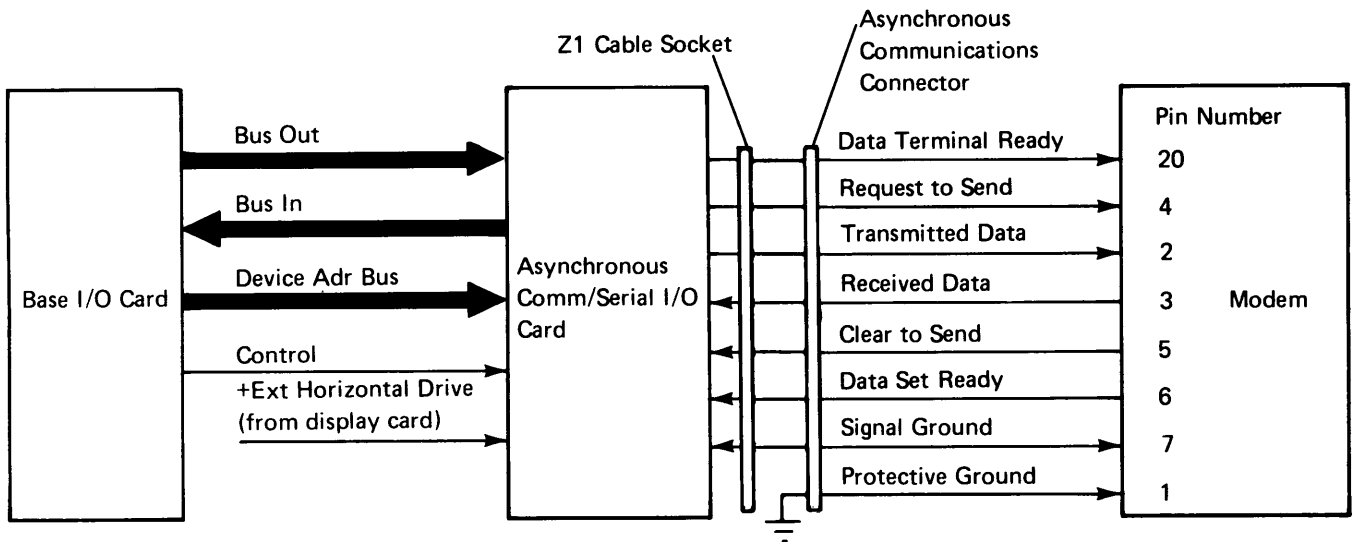 Z1 Cable Socket
Asynchronous
Communications
Connector
Base I/O Card
Bus Out
Bus In
Device Adr Bus
Control
+Ext Horizontal Drive
(from display card)
Asynchronous
Comm/Serial I/O
Card
Data Terminal Ready
Request to Send
Transmitted Data
Received Data
Clear to Send
Data Set Ready
Signal Ground
Protective Ground
Pin Number
20
4
2
3
5
6
7
1
Modem